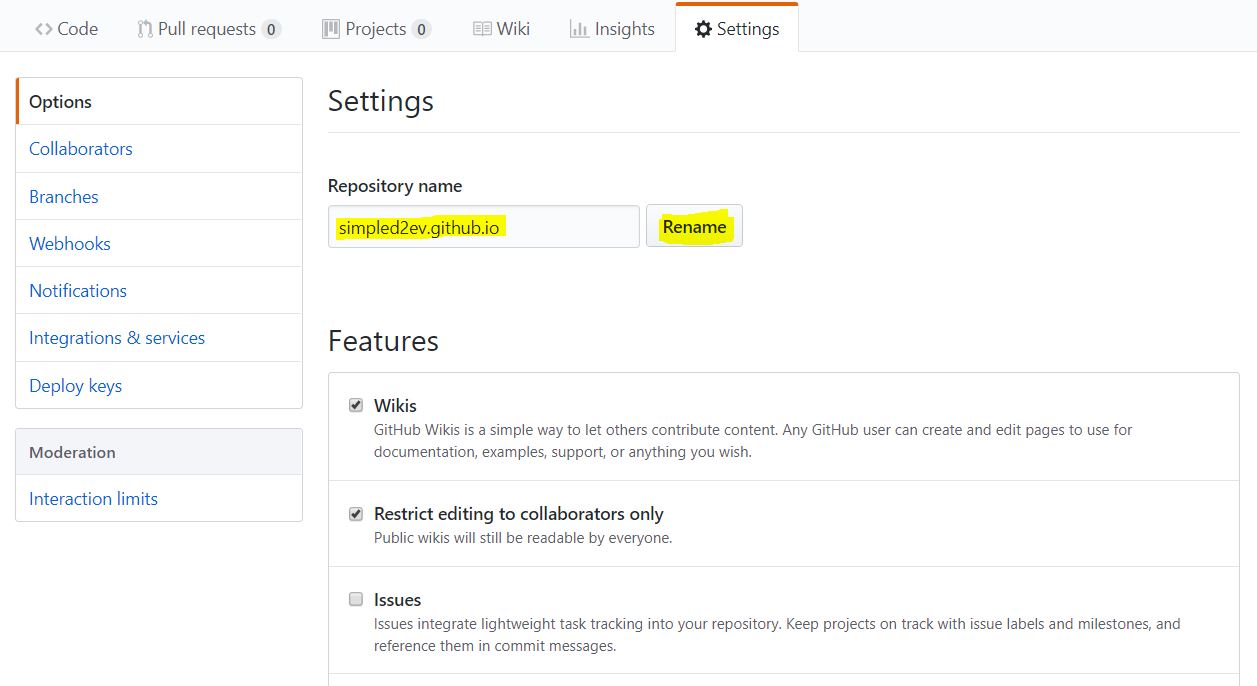 Code Pull requests 0 Projects 0 Wiki Insights Settings
Options
Collaborators
Branches
Webhooks
Notifications
Integrations & services
Deploy keys
Moderation
Interaction limits
Settings
Repository name
simpled2ev.github.io Rename
Features
Wikis
GitHub Wikis is a simple way to let others contribute content. Any GitHub user can create and edit pages to use for
documentation, examples, support, or anything you wish.
Restrict editing to collaborators only
Public wikis will still be readable by everyone.
Issues
Issues integrate lightweight task tracking into your repository. Keep projects on track with issue labels and milestones, and
reference them in commit messages.